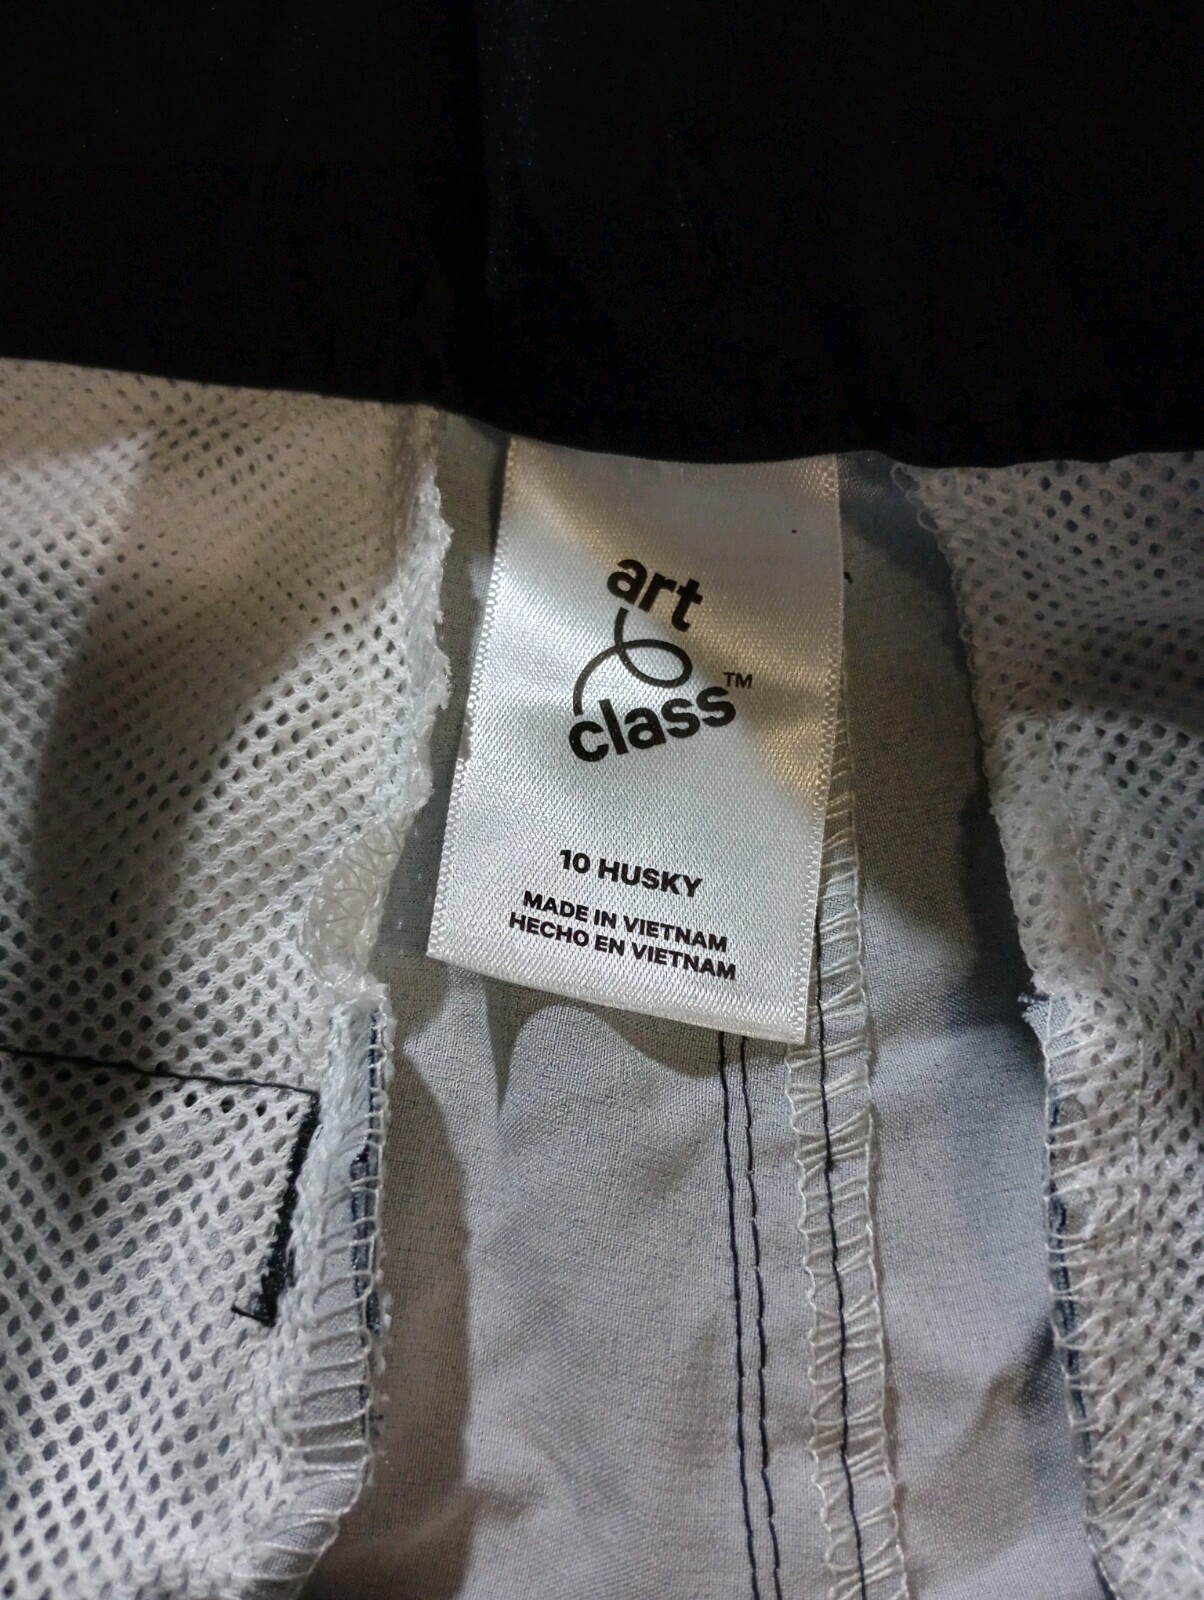 art
class™
10 HUSKY
MADE IN VIETNAM
HECHO EN VIETNAM